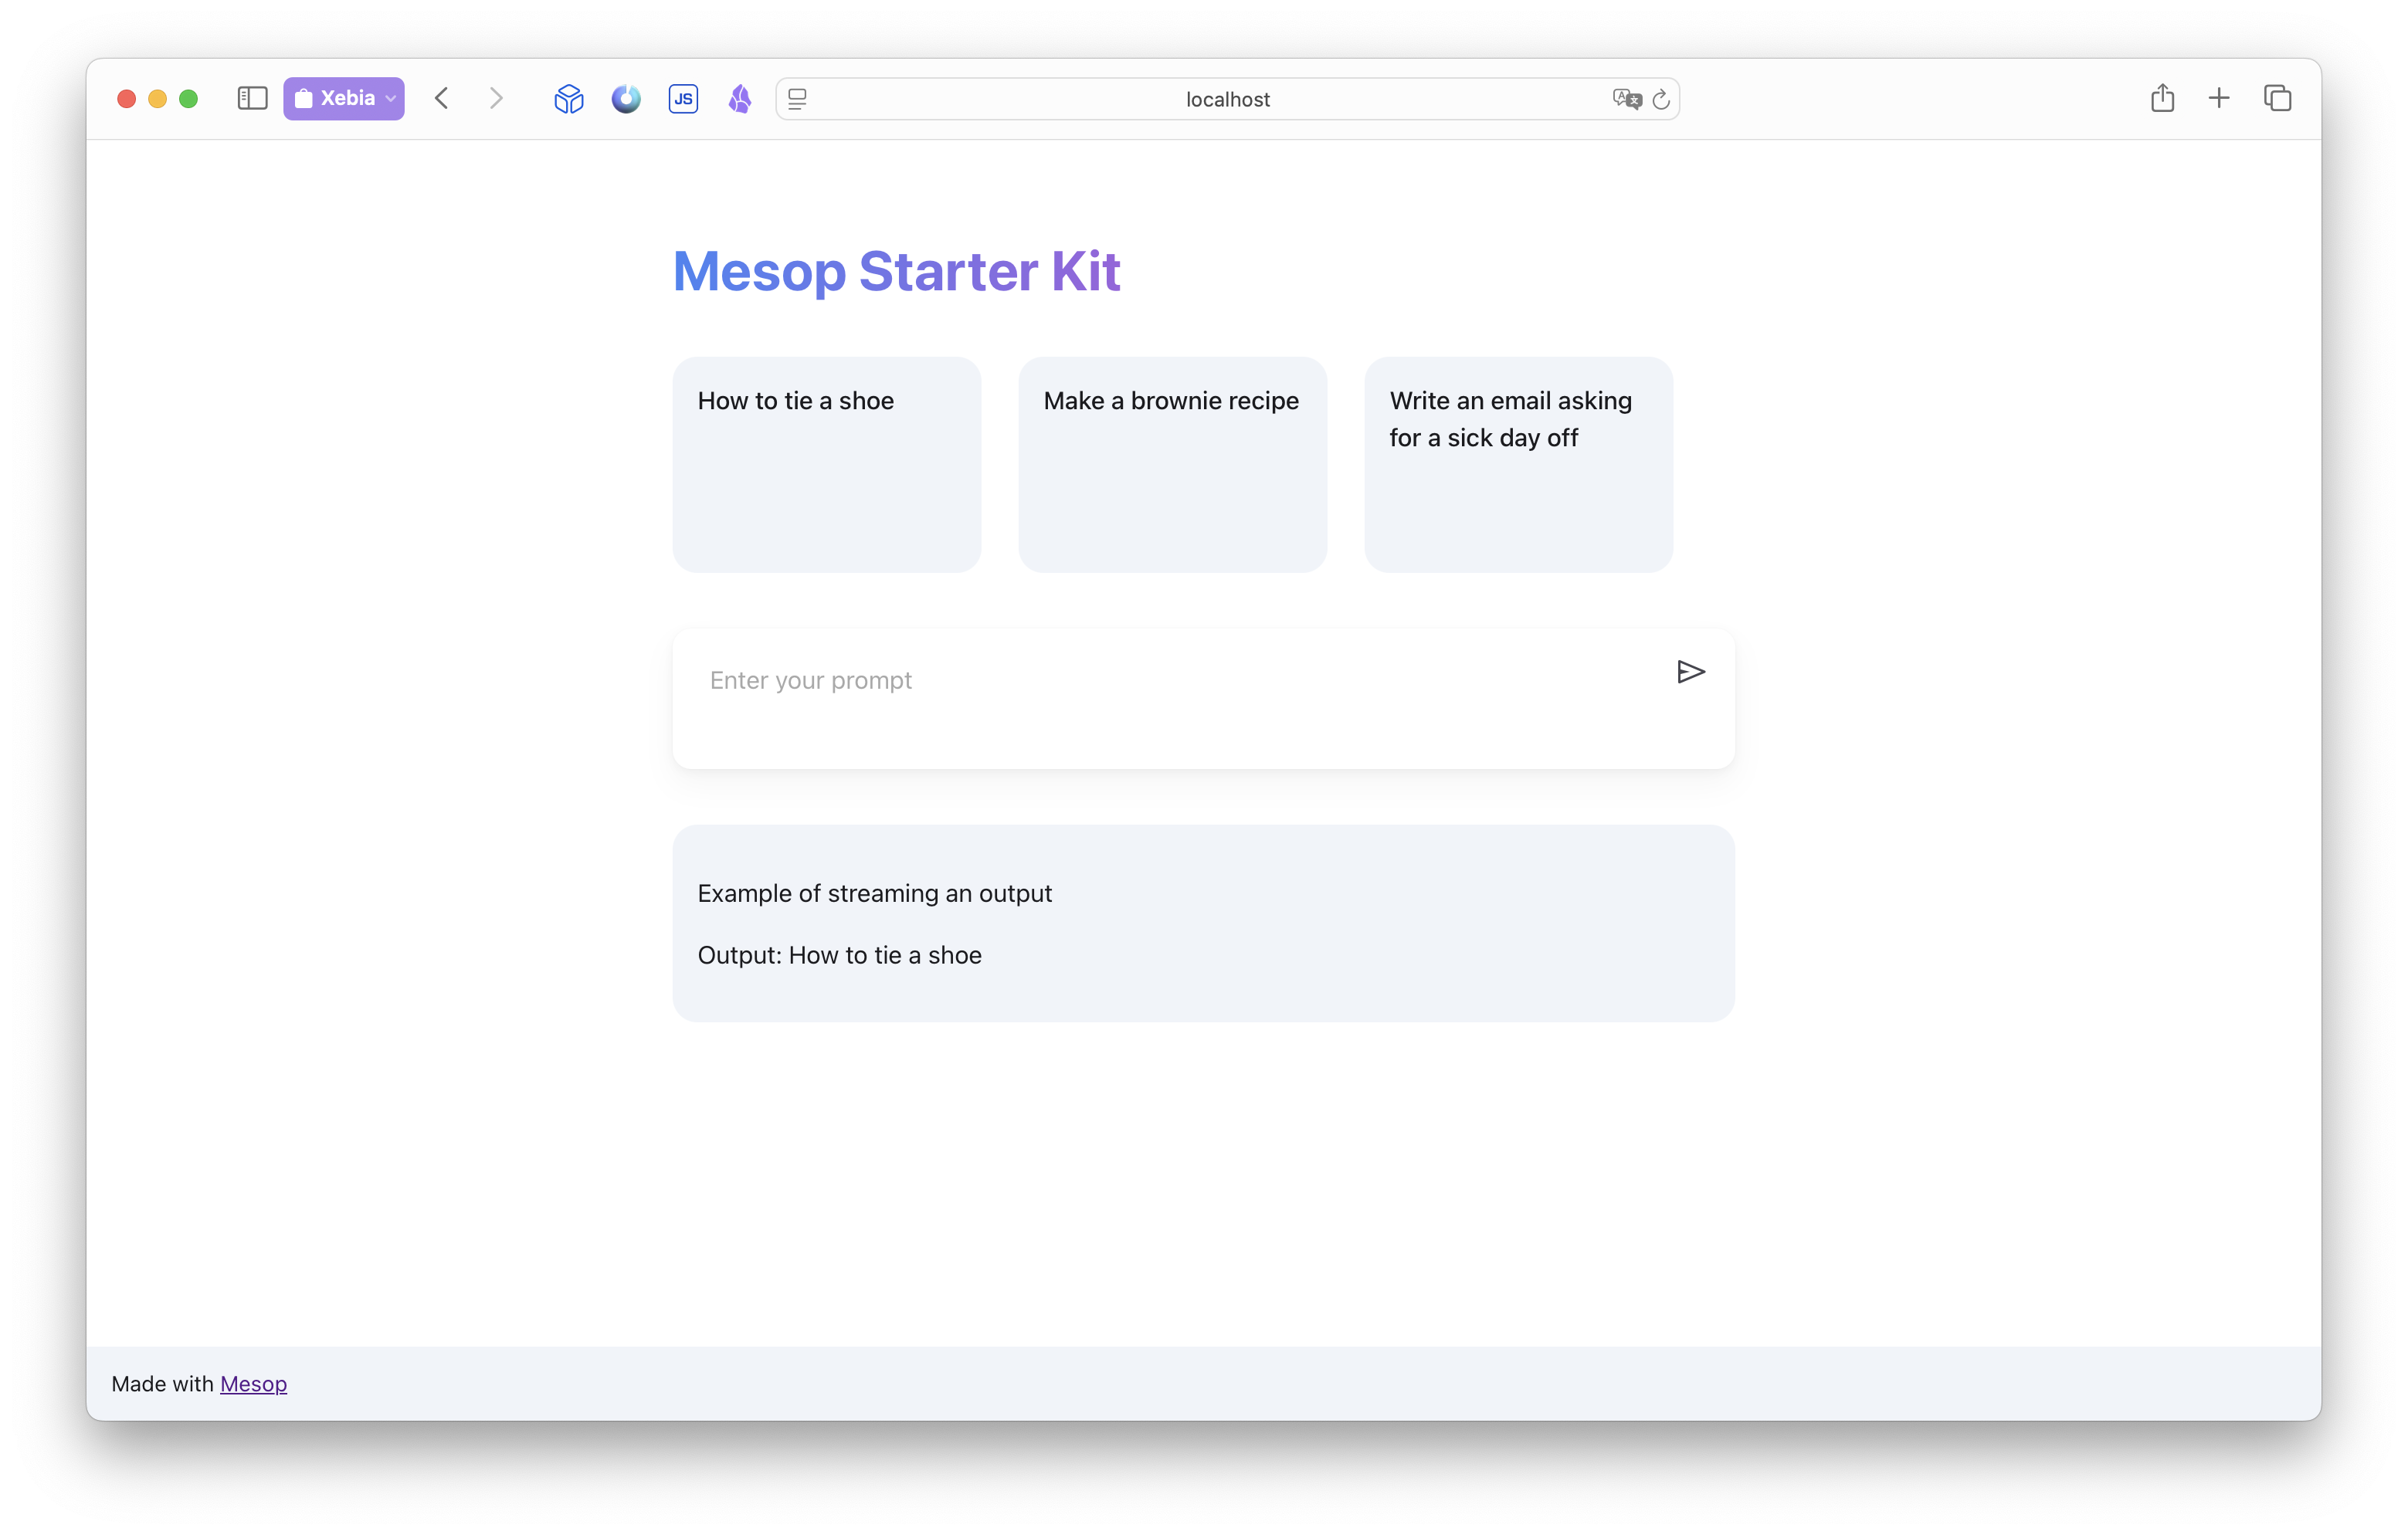 Xebia
JS
localhost
Mesop Starter Kit
How to tie a shoe
Make a brownie recipe
Write an email asking
for a sick day off
Enter your prompt
Example of streaming an output
Output: How to tie a shoe
Made with Mesop